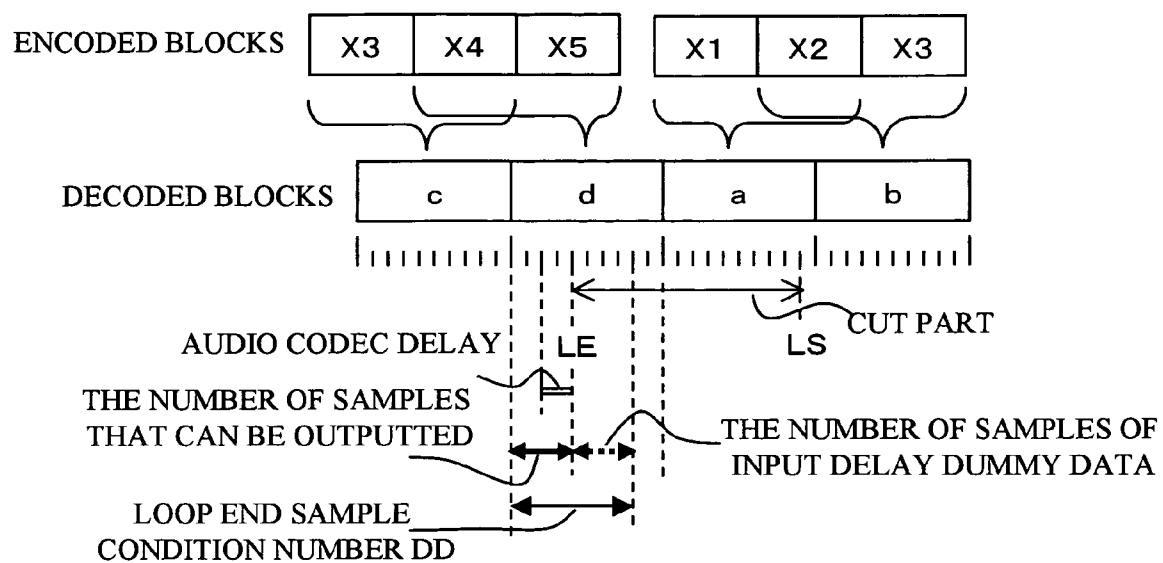 ENCODED BLOCKS
X3 X4 X5 X1 X2 X3
DECODED BLOCKS
c d a b
CUT PART
AUDIO CODEC DELAY
LE
LS
THE NUMBER OF SAMPLES
THAT CAN BE OUTPUTTED
THE NUMBER OF SAMPLES OF
INPUT DELAY DUMMY DATA
LOOP END SAMPLE
CONDITION NUMBER DD